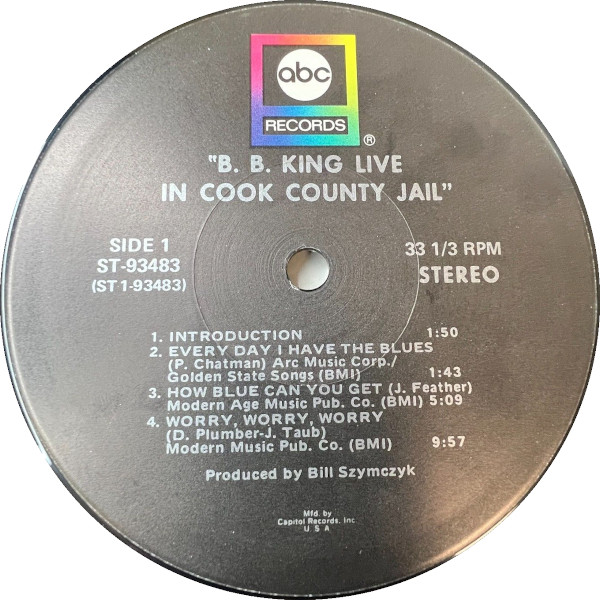 abc
RECORDS
®
"B. B. KING LIVE
IN COOK COUNTY JAIL"
SIDE 1
ST-93483
(ST 1-93483)
33 1/3 RPM
STEREO
1. INTRODUCTION 1:50
2. EVERY DAY I HAVE THE BLUES
(P. Chatman) Arc Music Corp./
Golden State Songs (BMI) 1:43
3. HOW BLUE CAN YOU GET (J. Feather)
Modern Age Music Pub. Co. (BMI) 5:09
4. WORRY, WORRY, WORRY
(D. Plumber-J. Taub)
Modern Music Pub. Co. (BMI) 9:57
Produced by Bill Szymczyk
Mfd. by
Capitol Records, Inc
U S A